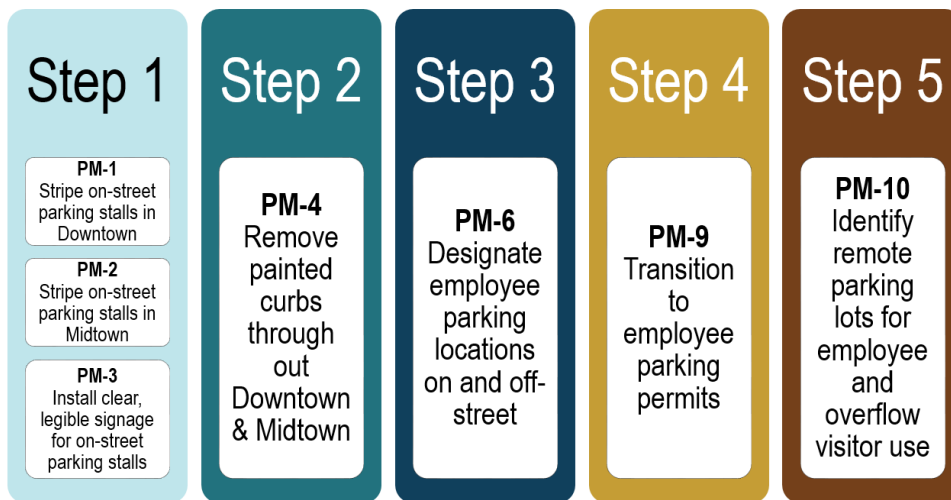 Step 1
PM-1
Stripe on-street
parking stalls in
Downtown
PM-2
Stripe on-street
parking stalls in
Midtown
PM-3
Install clear,
legible signage
for on-street
parking stalls
Step 2
PM-4
Remove
painted
curbs
through
out
Downtown
& Midtown
Step 3
PM-6
Designate
employee
parking
locations
on and off-
street
Step 4
PM-9
Transition
to
employee
parking
permits
Step 5
PM-10
Identify
remote
parking
lots for
employee
and
overflow
visitor use